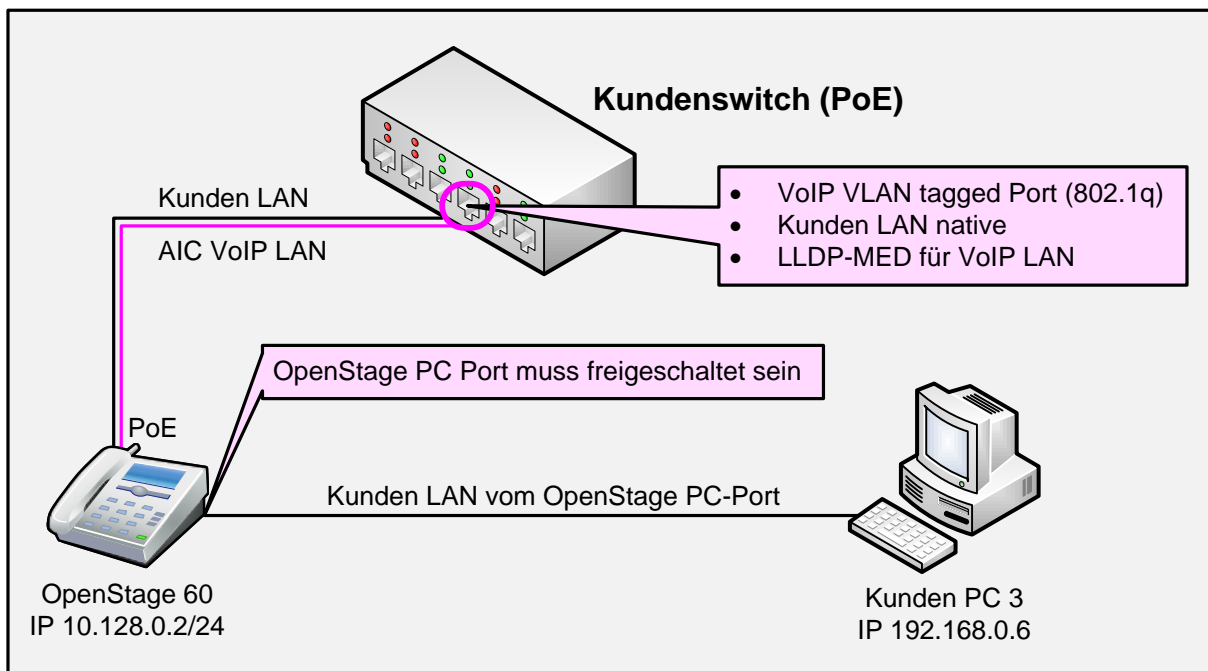 Kundenswitch (PoE)
Kunden LAN
AIC VoIP LAN
• VoIP VLAN tagged Port (802.1q)
• Kunden LAN native
• LLDP-MED für VoIP LAN
OpenStage PC Port muss freigeschaltet sein
PoE
Kunden LAN vom OpenStage PC-Port
OpenStage 60
IP 10.128.0.2/24
Kunden PC 3
IP 192.168.0.6